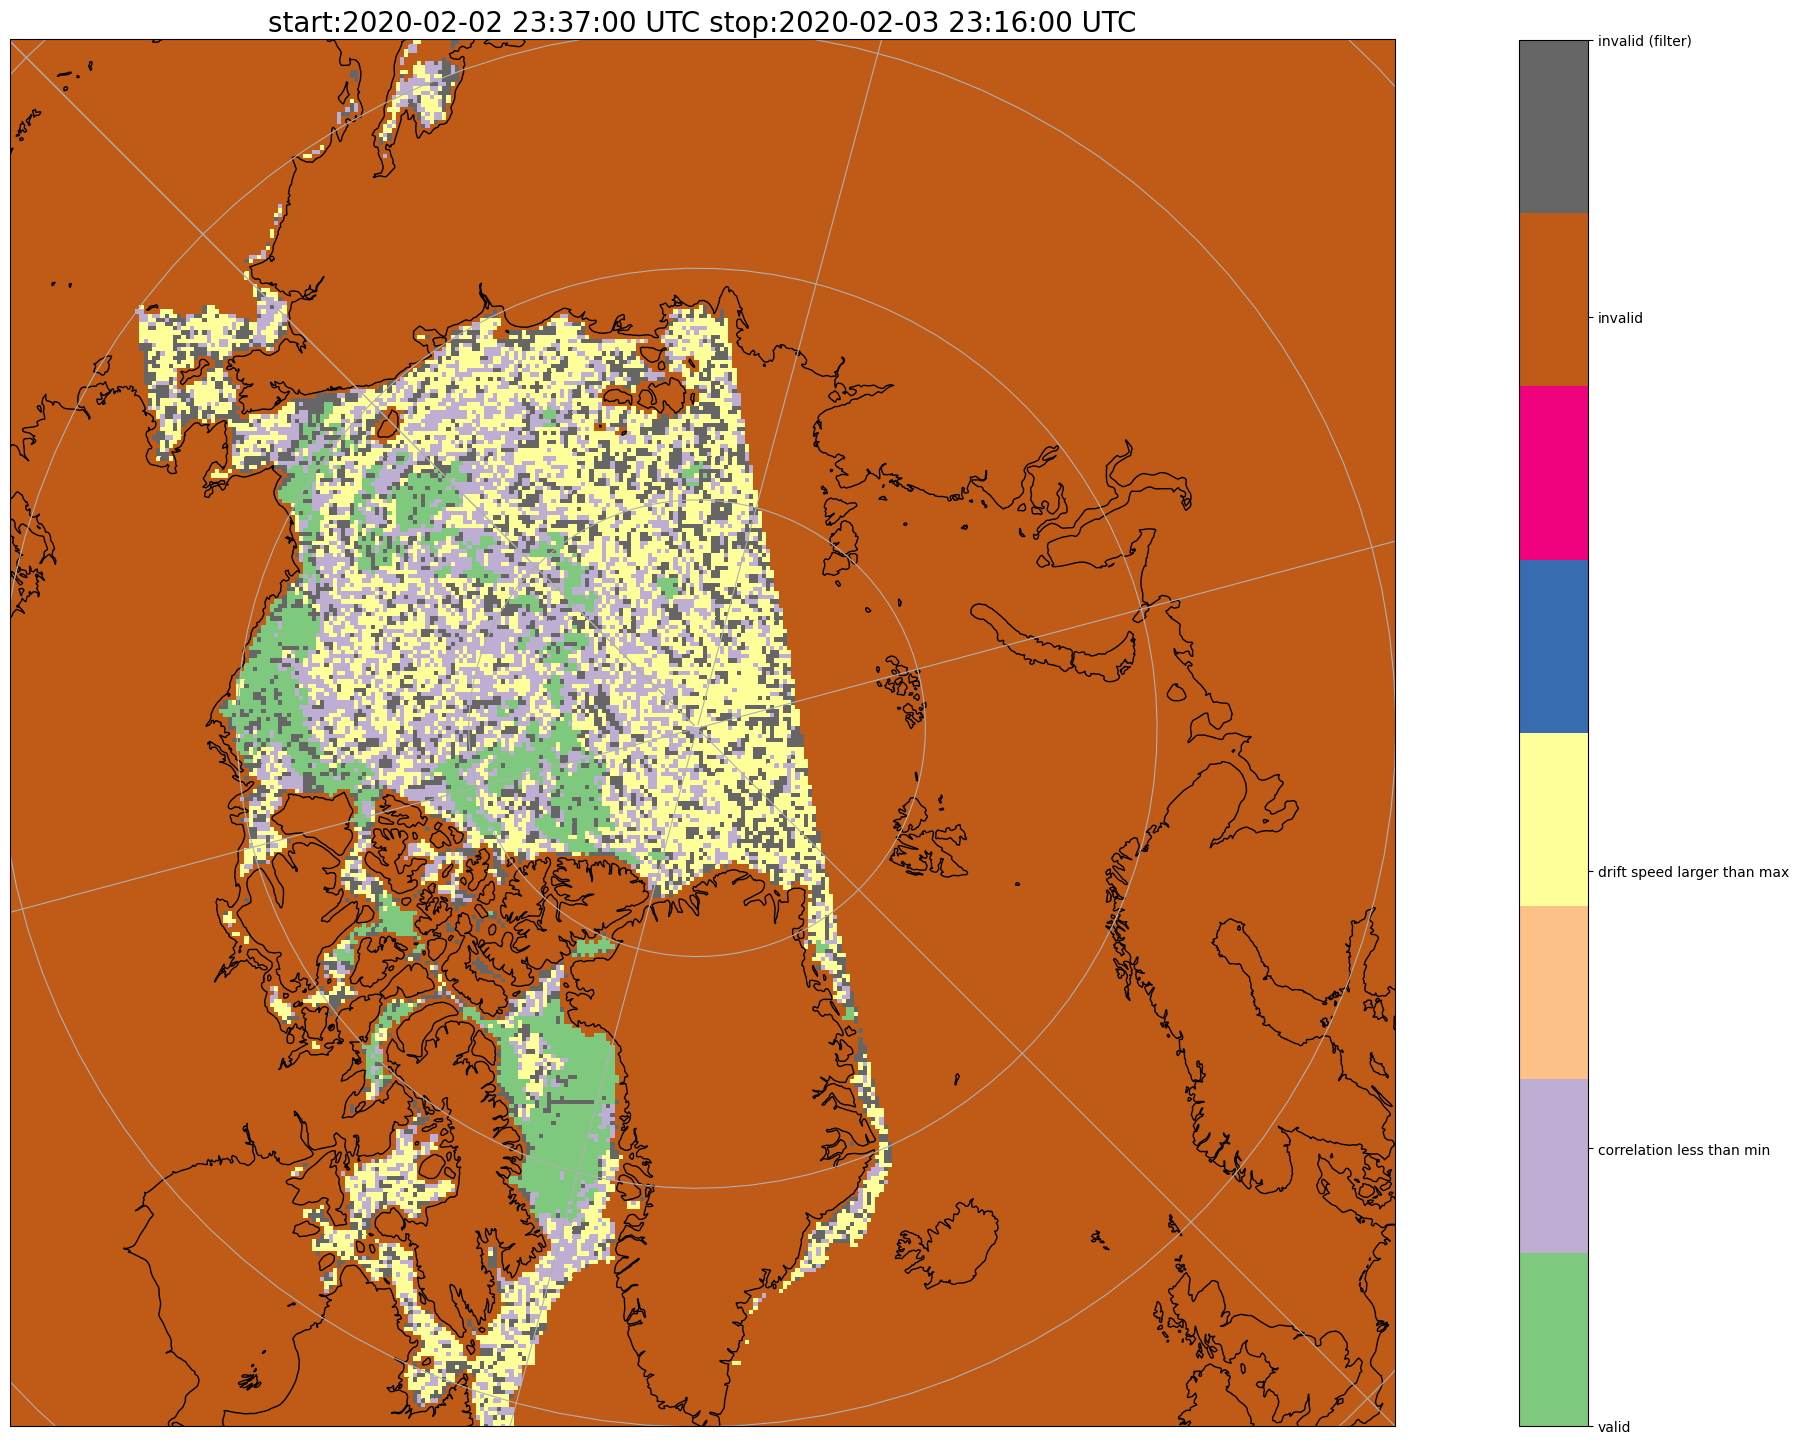 start:2020-02-02 23:37:00 UTC stop:2020-02-03 23:16:00 UTC
invalid (filter)
invalid
drift speed larger than max
correlation less than min
valid